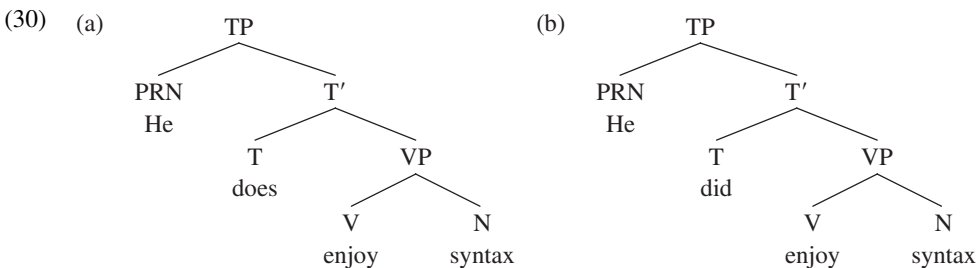 (30) (a) TP (b) TP
PRN T′ PRN T′
He He
T VP T VP
does did
V N V N
enjoy syntax enjoy syntax